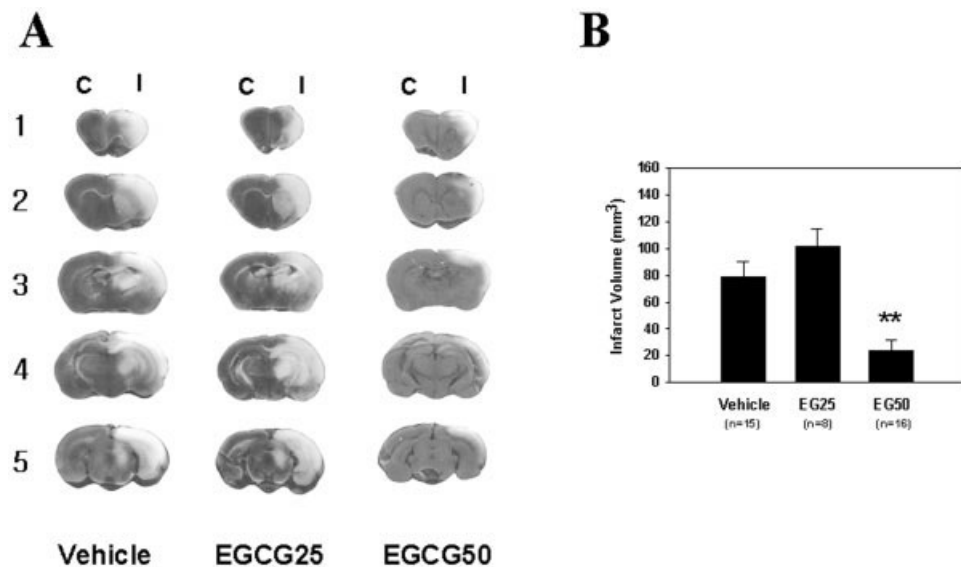 A
C I C I C I
1
2
3
4
5
Vehicle EGCG25 EGCG50
B
Infarct Volume (mm3)
160
140
120
100
80
60
40
20
0
**
Vehicle EG25 EG50
(n=15) (n=8) (n=16)